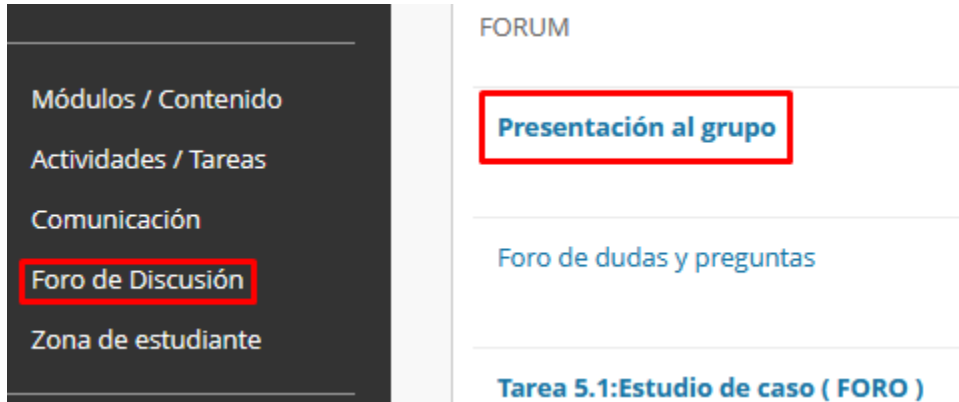 Módulos / Contenido
Actividades / Tareas
Comunicación
Foro de Discusión
Zona de estudiante
FORUM
Presentación al grupo
Foro de dudas y preguntas
Tarea 5.1:Estudio de caso ( FORO )